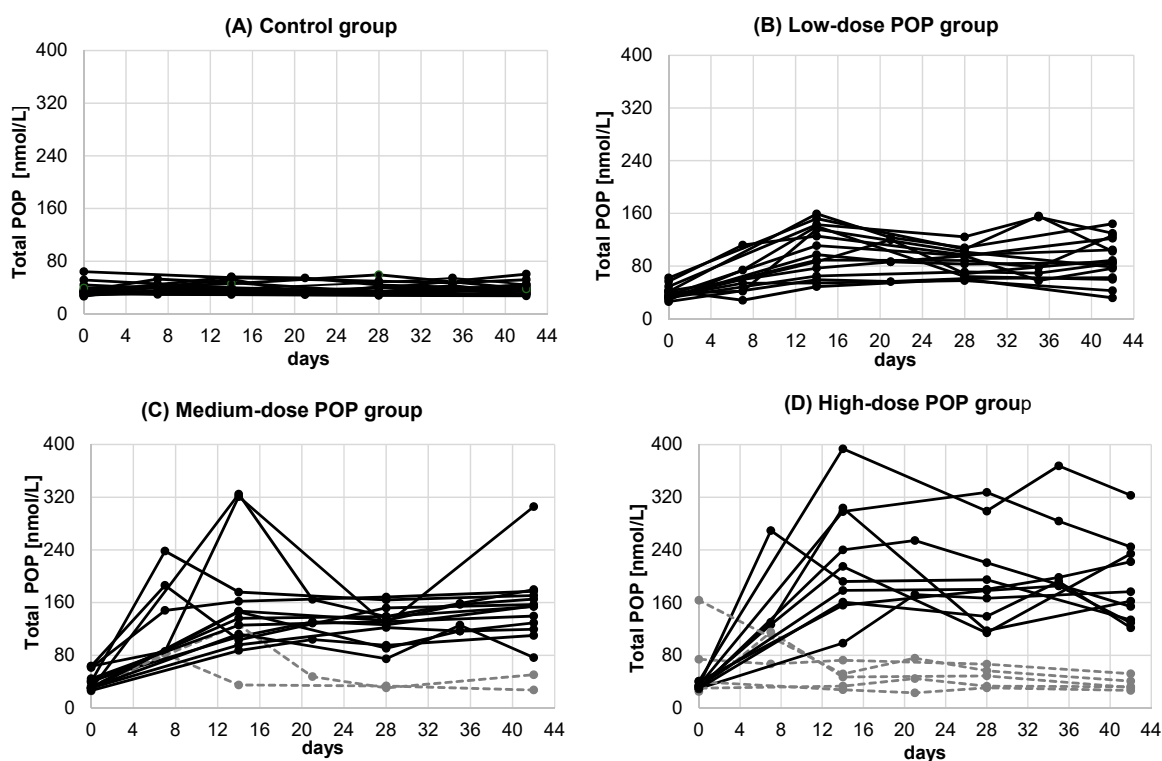 (A) Control group
Total POP [nmol/L]
400
320
240
160
80
0
0 4 8 12 16 20 24 28 32 36 40 44
days
(B) Low-dose POP group
Total POP [nmol/L]
400
320
240
160
80
0
0 4 8 12 16 20 24 28 32 36 40 44
days
(C) Medium-dose POP group
Total POP [nmol/L]
400
320
240
160
80
0
0 4 8 12 16 20 24 28 32 36 40 44
days
(D) High-dose POP group
Total POP [nmol/L]
400
320
240
160
80
0
0 4 8 12 16 20 24 28 32 36 40 44
days